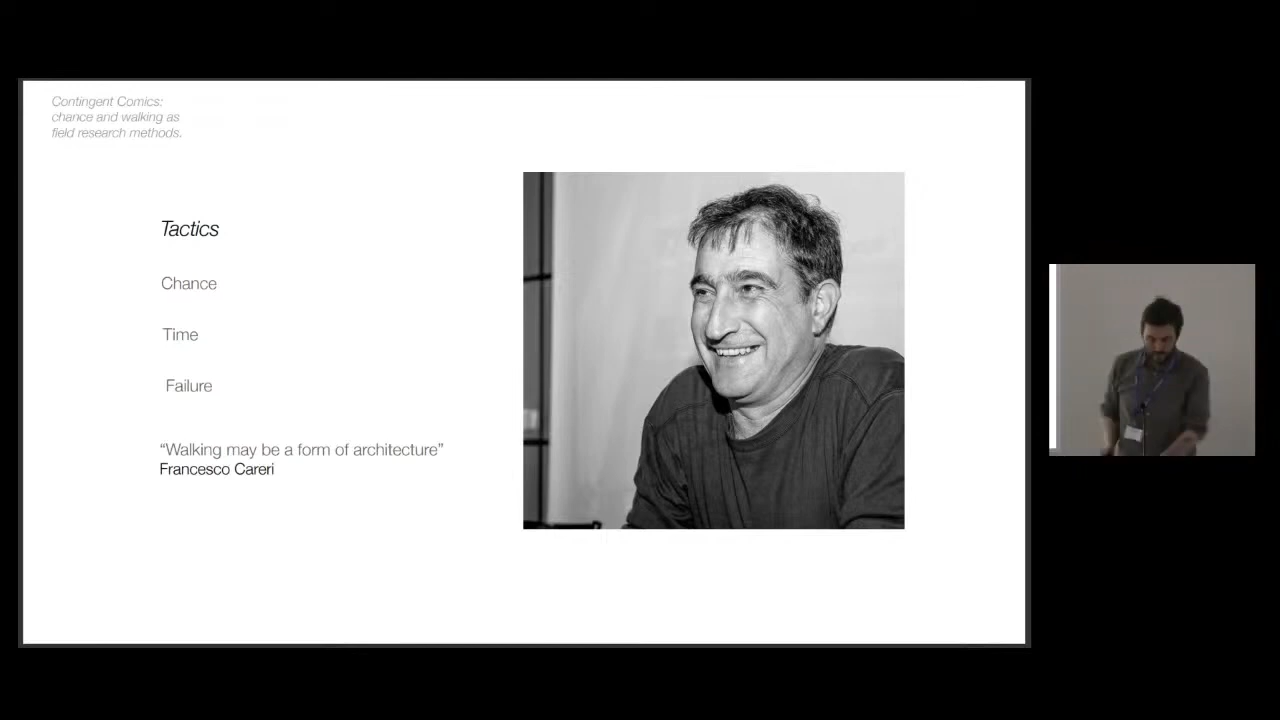 Contingent Comics:
chance and walking as
field research methods.
Tactics
Chance
Time
Failure
“Walking may be a form of architecture”
Francesco Careri